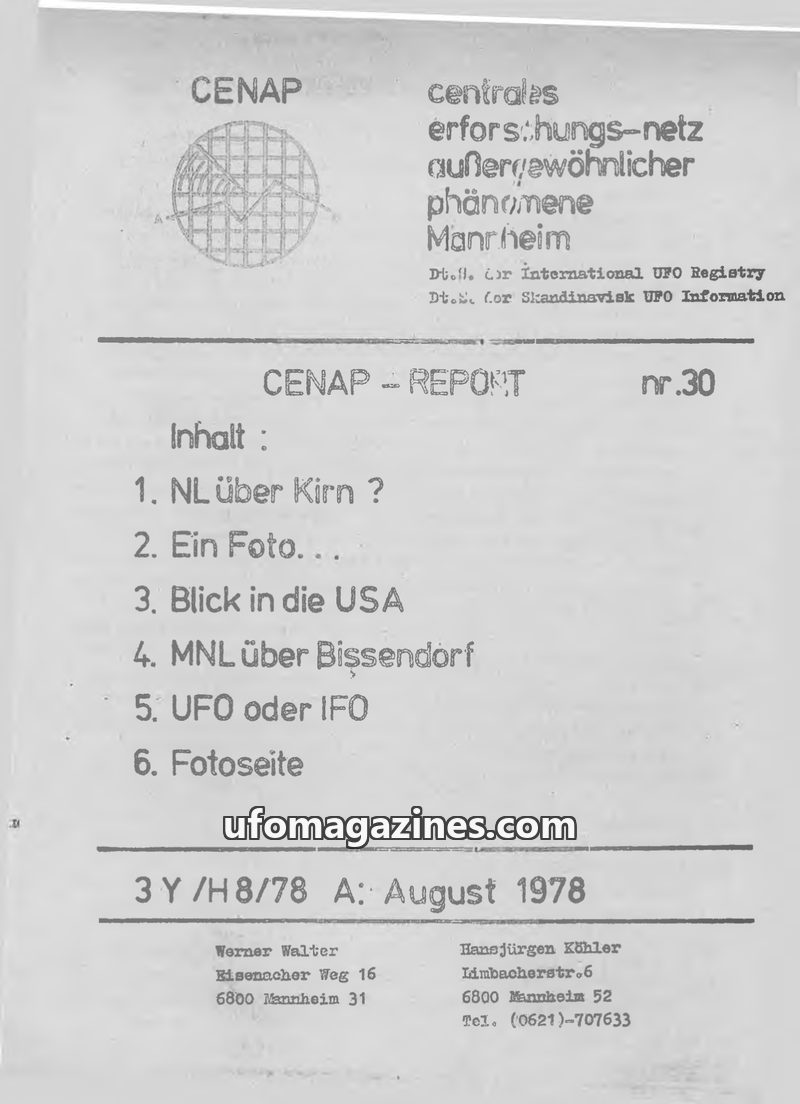 CENAP
centrales
erforschungs-netz
außergewöhnlicher
phänomene
Mannheim
Dt.S. for International UFO Registry
Dt.S. for Skandinavisk UFO Information
A
CENAP - REPORT nr.30
Inhalt :
1. NL über Kirn ?
2. Ein Foto...
3. Blick in die USA
4. MNL über Bissendorf
5. UFO oder IFO
6. Fotoseite
ufomagazines.com
3 Y /H 8/78 A: August 1978
Werner Walter
Eisenacher Weg 16
6800 Mannheim 31
Hansjürgen Köhler
Limbacherstr.6
6800 Mannheim 52
Tel. (0621)-707633